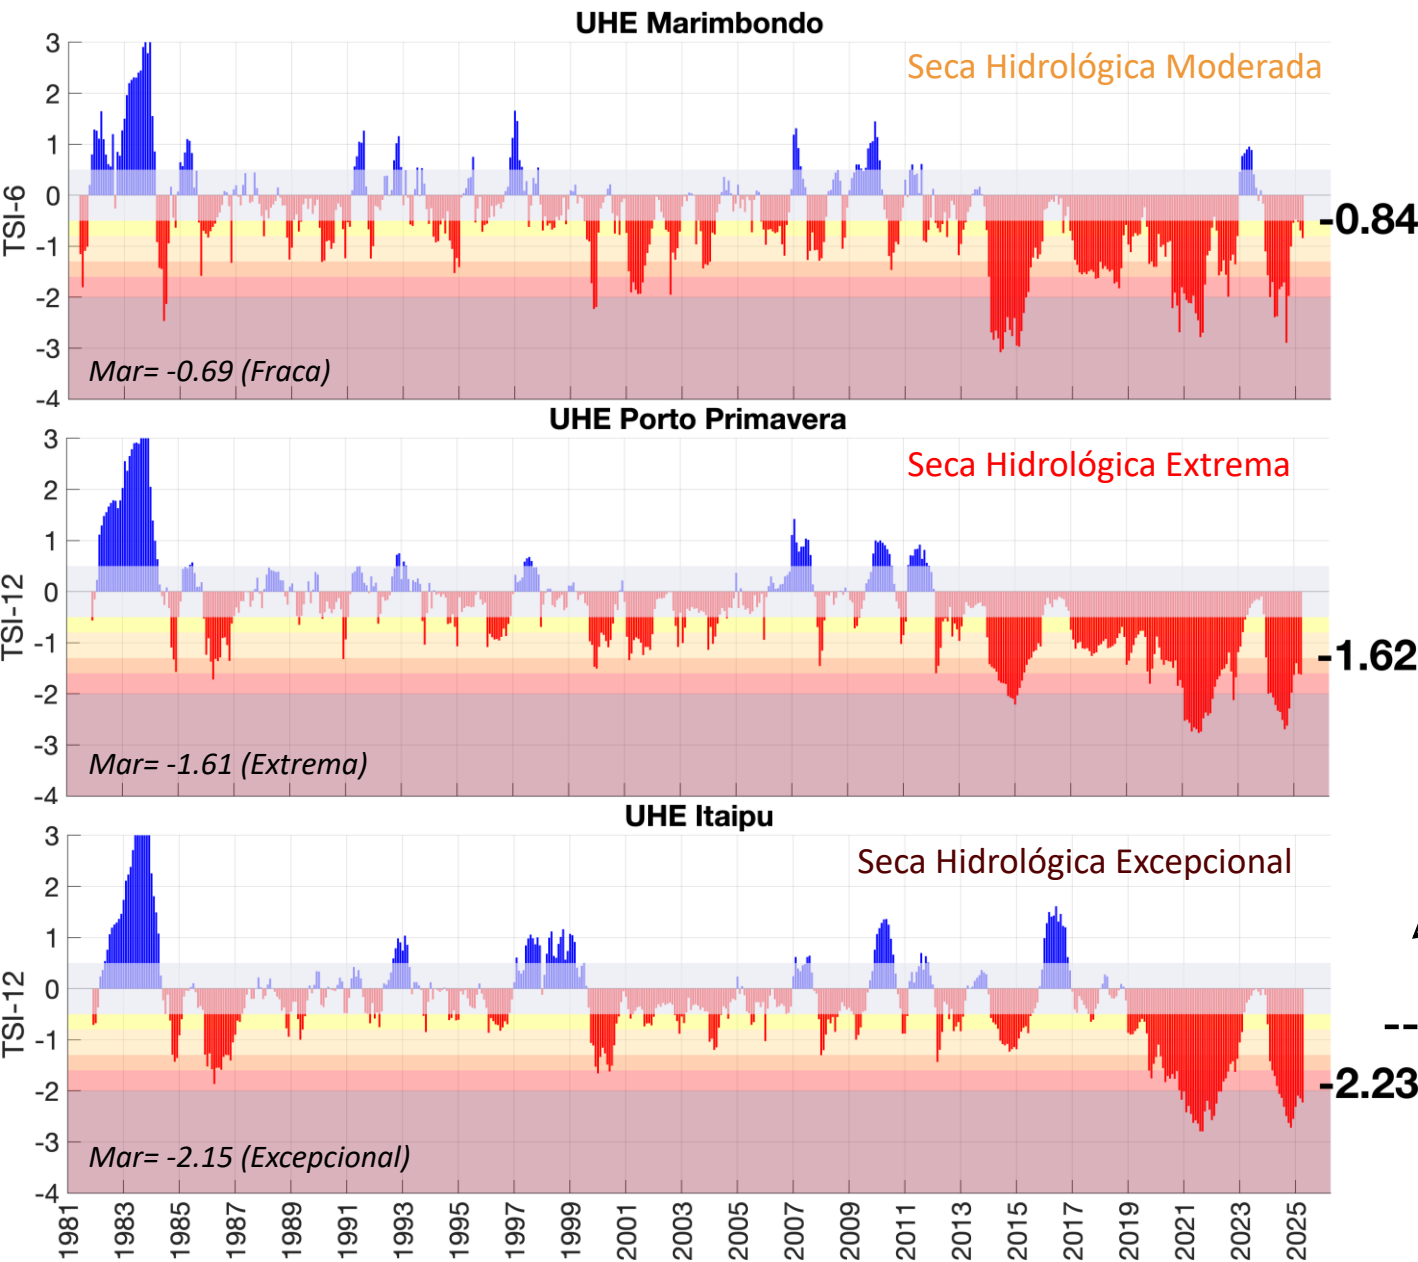 UHE Marimbondo
Seca Hidrológica Moderada
3
2
1
0
-1
-2
-3
-4
TSI-6
-0.84
Mar= -0.69 (Fraca)
UHE Porto Primavera
Seca Hidrológica Extrema
3
2
1
0
-1
-2
-3
-4
TSI-12
-1.62
Mar= -1.61 (Extrema)
UHE Itaipu
Seca Hidrológica Excepcional
3
2
1
0
-1
-2
-3
-4
TSI-12
--
-2.23
Mar= -2.15 (Excepcional)
1981 1983 1985 1987 1989 1991 1993 1995 1997 1999 2001 2003 2005 2007 2009 2011 2013 2015 2017 2019 2021 2023 2025